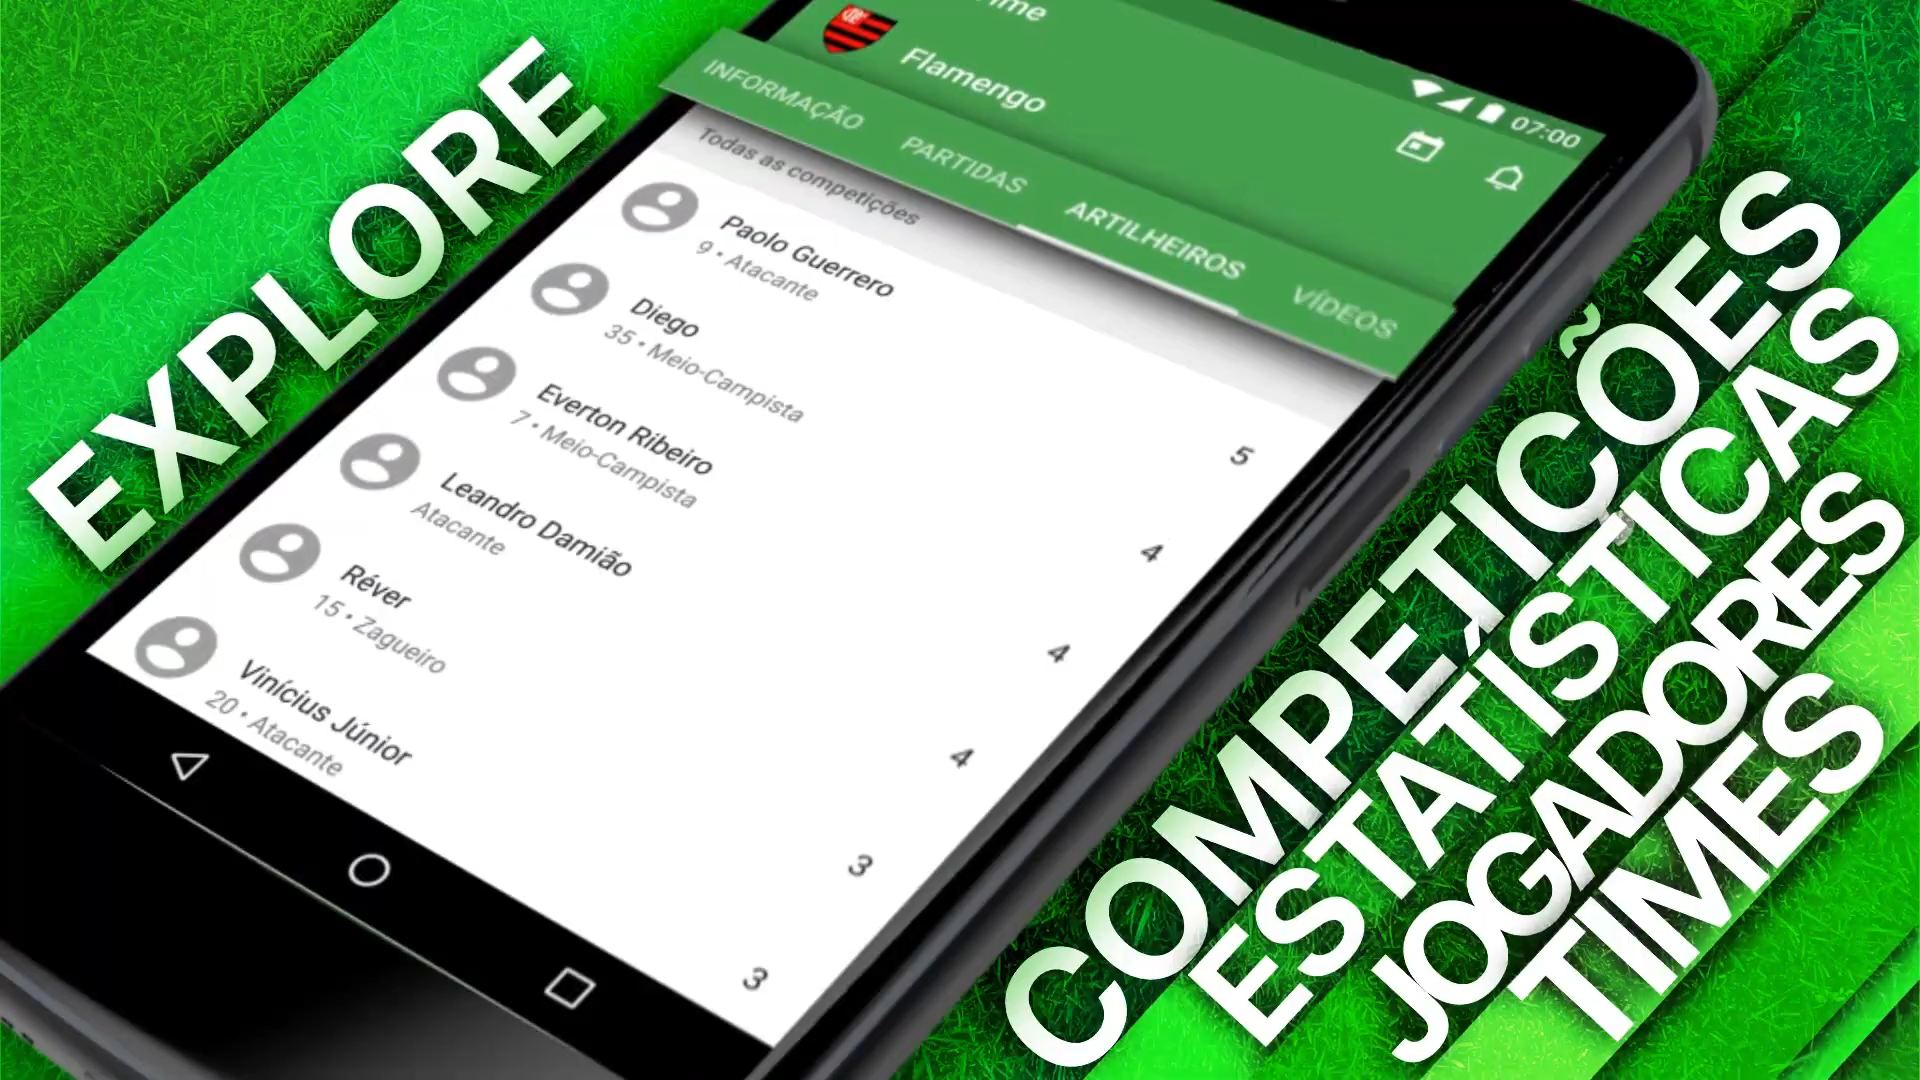 EXPLORE
Flamengo
07:00
INFORMAÇÃO
PARTIDAS
ARTILHEIROS
VÍDEOS
Todas as competições
Paolo Guerrero
9 • Atacante
5
Diego
35 • Meio-Campista
4
Everton Ribeiro
7 • Meio-Campista
4
Leandro Damião
Atacante
4
Réver
15 • Zagueiro
3
Vinícius Júnior
20 • Atacante
3
COMPETIÇÕES
ESTATÍSTICAS
JOGADORES
TIMES